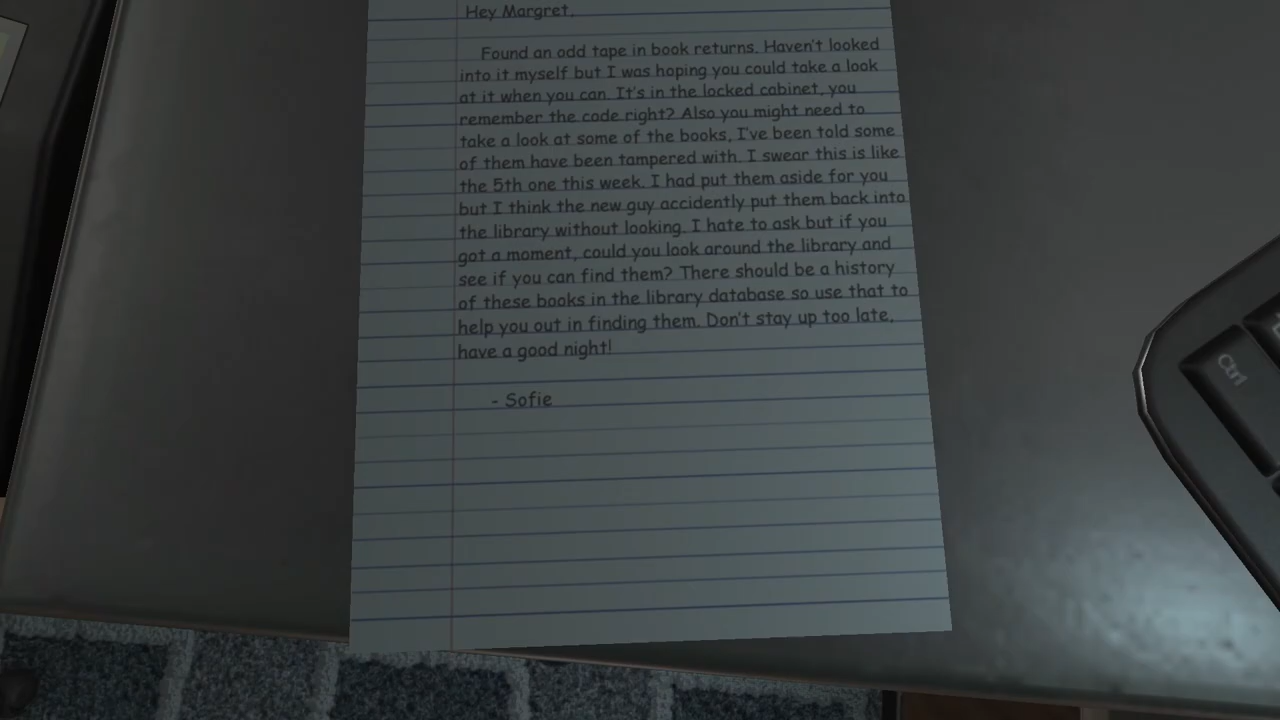 Hey Margret,
Found an odd tape in book returns. Haven't looked
into it myself but I was hoping you could take a look
at it when you can. It's in the locked cabinet, you
remember the code right? Also you might need to
take a look at some of the books, I've been told some
of them have been tampered with. I swear this is like
the 5th one this week. I had put them aside for you
but I think the new guy accidently put them back into
the library without looking. I hate to ask but if you
got a moment, could you look around the library and
see if you can find them? There should be a history
of these books in the library database so use that to
help you out in finding them. Don't stay up too late,
have a good night!
- Sofie
Ctrl